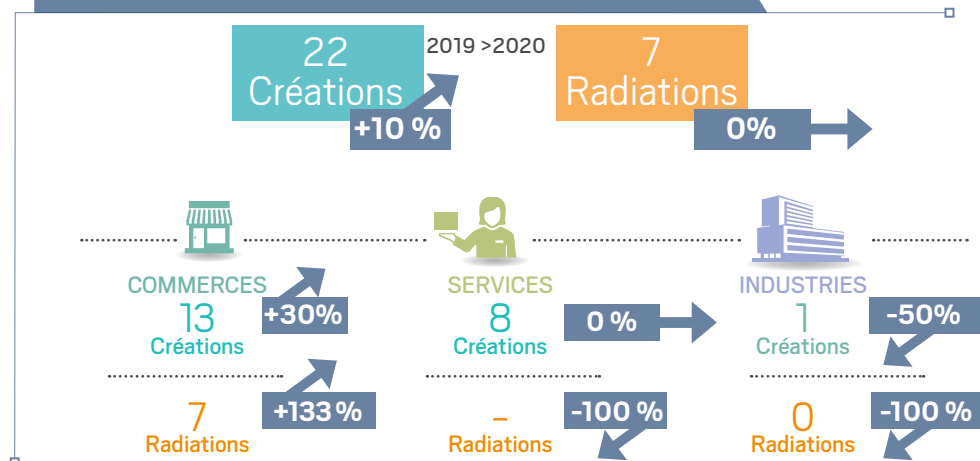 22
Créations
+10 %
2019 >2020
7
Radiations
0%
COMMERCES
13
Créations
+30%
7
Radiations
+133 %
SERVICES
8
Créations
0 %
-
Radiations
-100 %
INDUSTRIES
1
Créations
-50%
0
Radiations
-100 %